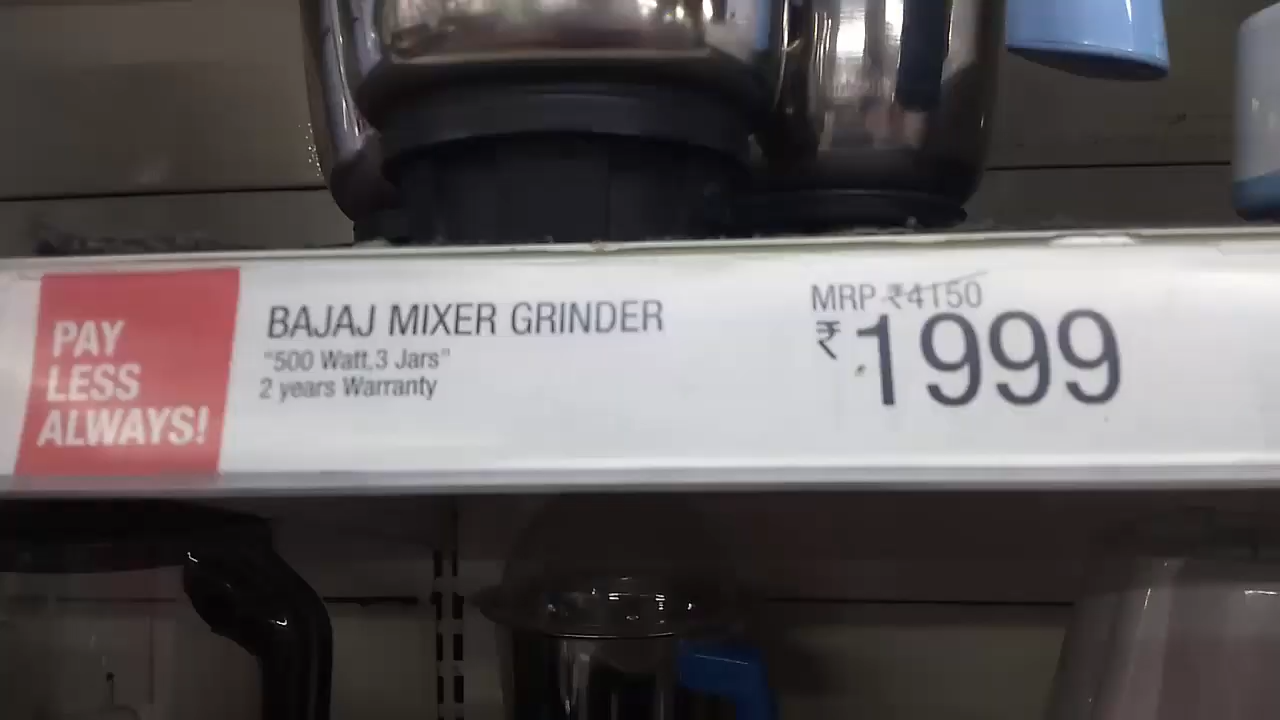 PAY
LESS
ALWAYS!
BAJAJ MIXER GRINDER
"500 Watt,3 Jars"
2 years Warranty
MRP ₹4150
₹1999